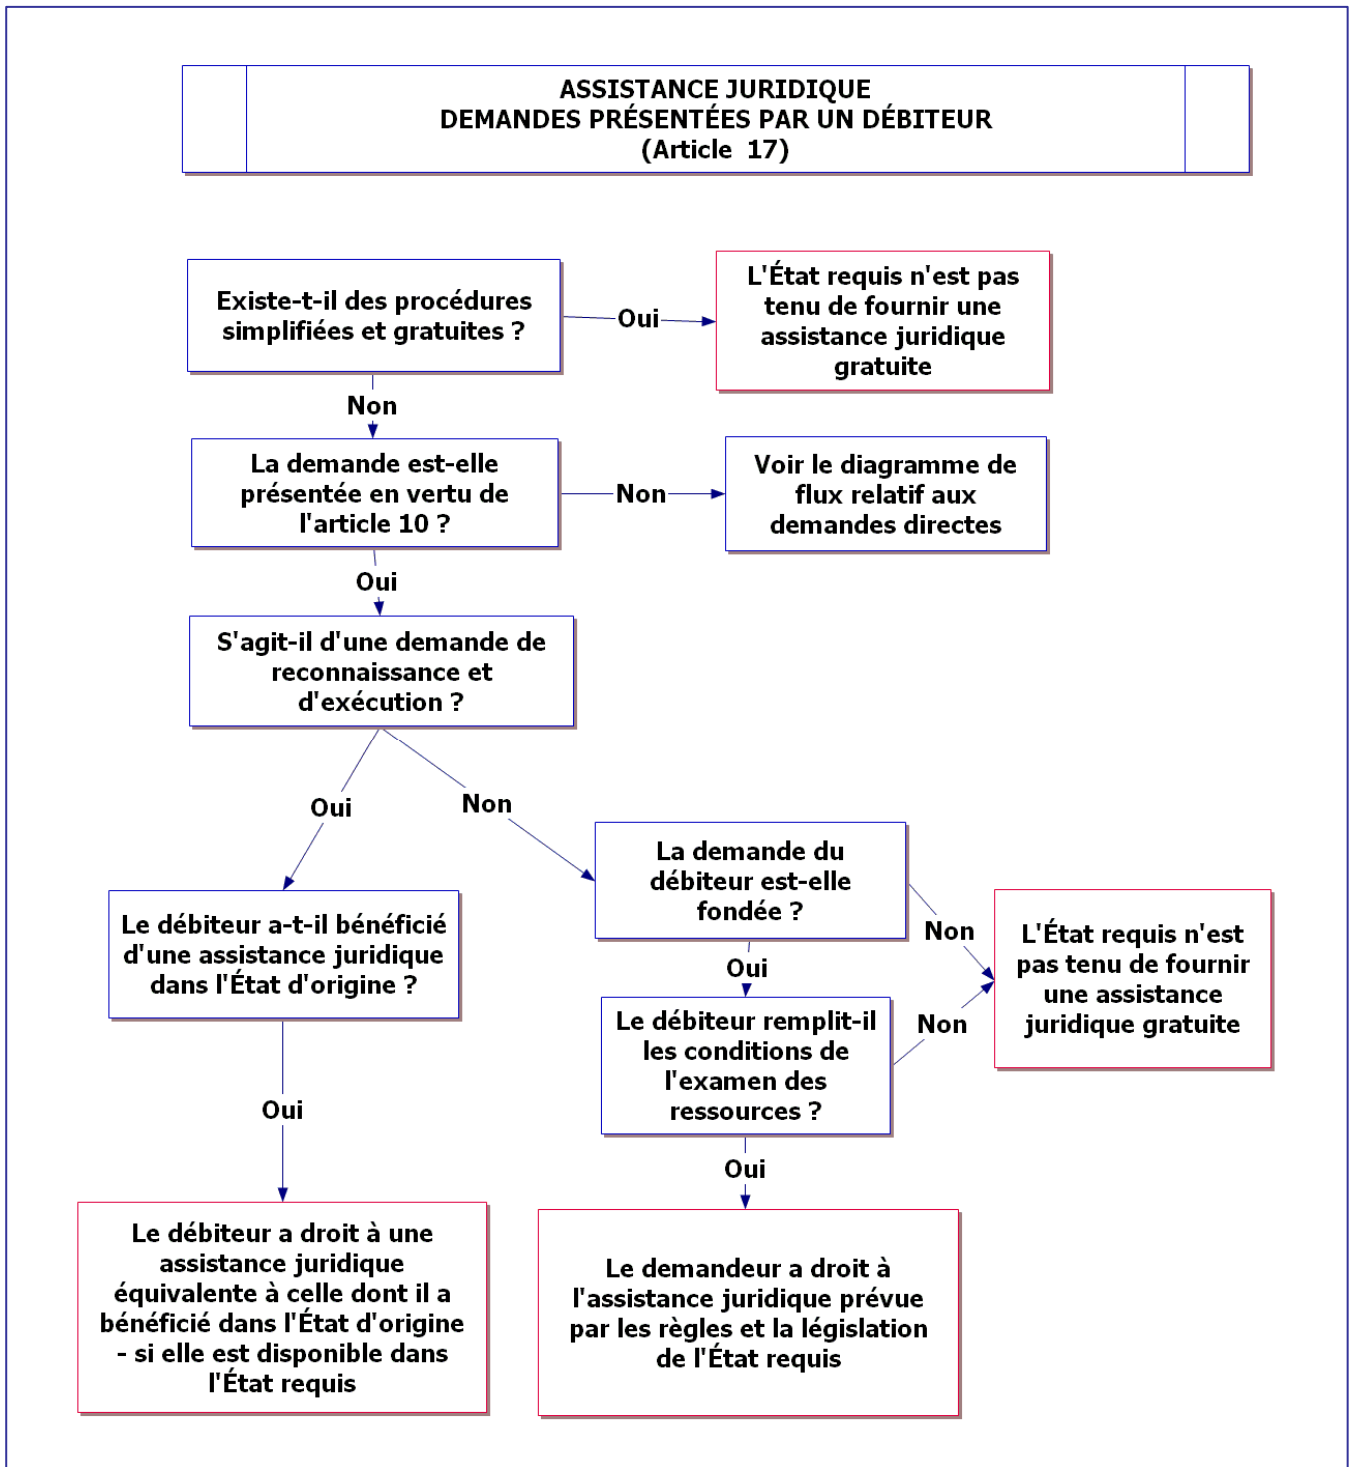 ASSISTANCE JURIDIQUE
DEMANDES PRÉSENTÉES PAR UN DÉBITEUR
(Article 17)
Existe-t-il des procédures
simplifiées et gratuites ?
Oui
L'État requis n'est pas
tenu de fournir une
assistance juridique
gratuite
Non
La demande est-elle
présentée en vertu de
l'article 10 ?
Non
Voir le diagramme de
flux relatif aux
demandes directes
Oui
S'agit-il d'une demande de
reconnaissance et
d'exécution ?
Oui
Non
Le débiteur a-t-il bénéficié
d'une assistance juridique
dans l'État d'origine ?
La demande du
débiteur est-elle
fondée ?
Non
Oui
Le débiteur remplit-il
les conditions de
l'examen des
ressources ?
Non
L'État requis n'est
pas tenu de fournir
une assistance
juridique gratuite
Oui
Oui
Le débiteur a droit à une
assistance juridique
équivalente à celle dont il a
bénéficié dans l'État d'origine
- si elle est disponible dans
l'État requis
Le demandeur a droit à
l'assistance juridique prévue
par les règles et la législation
de l'État requis